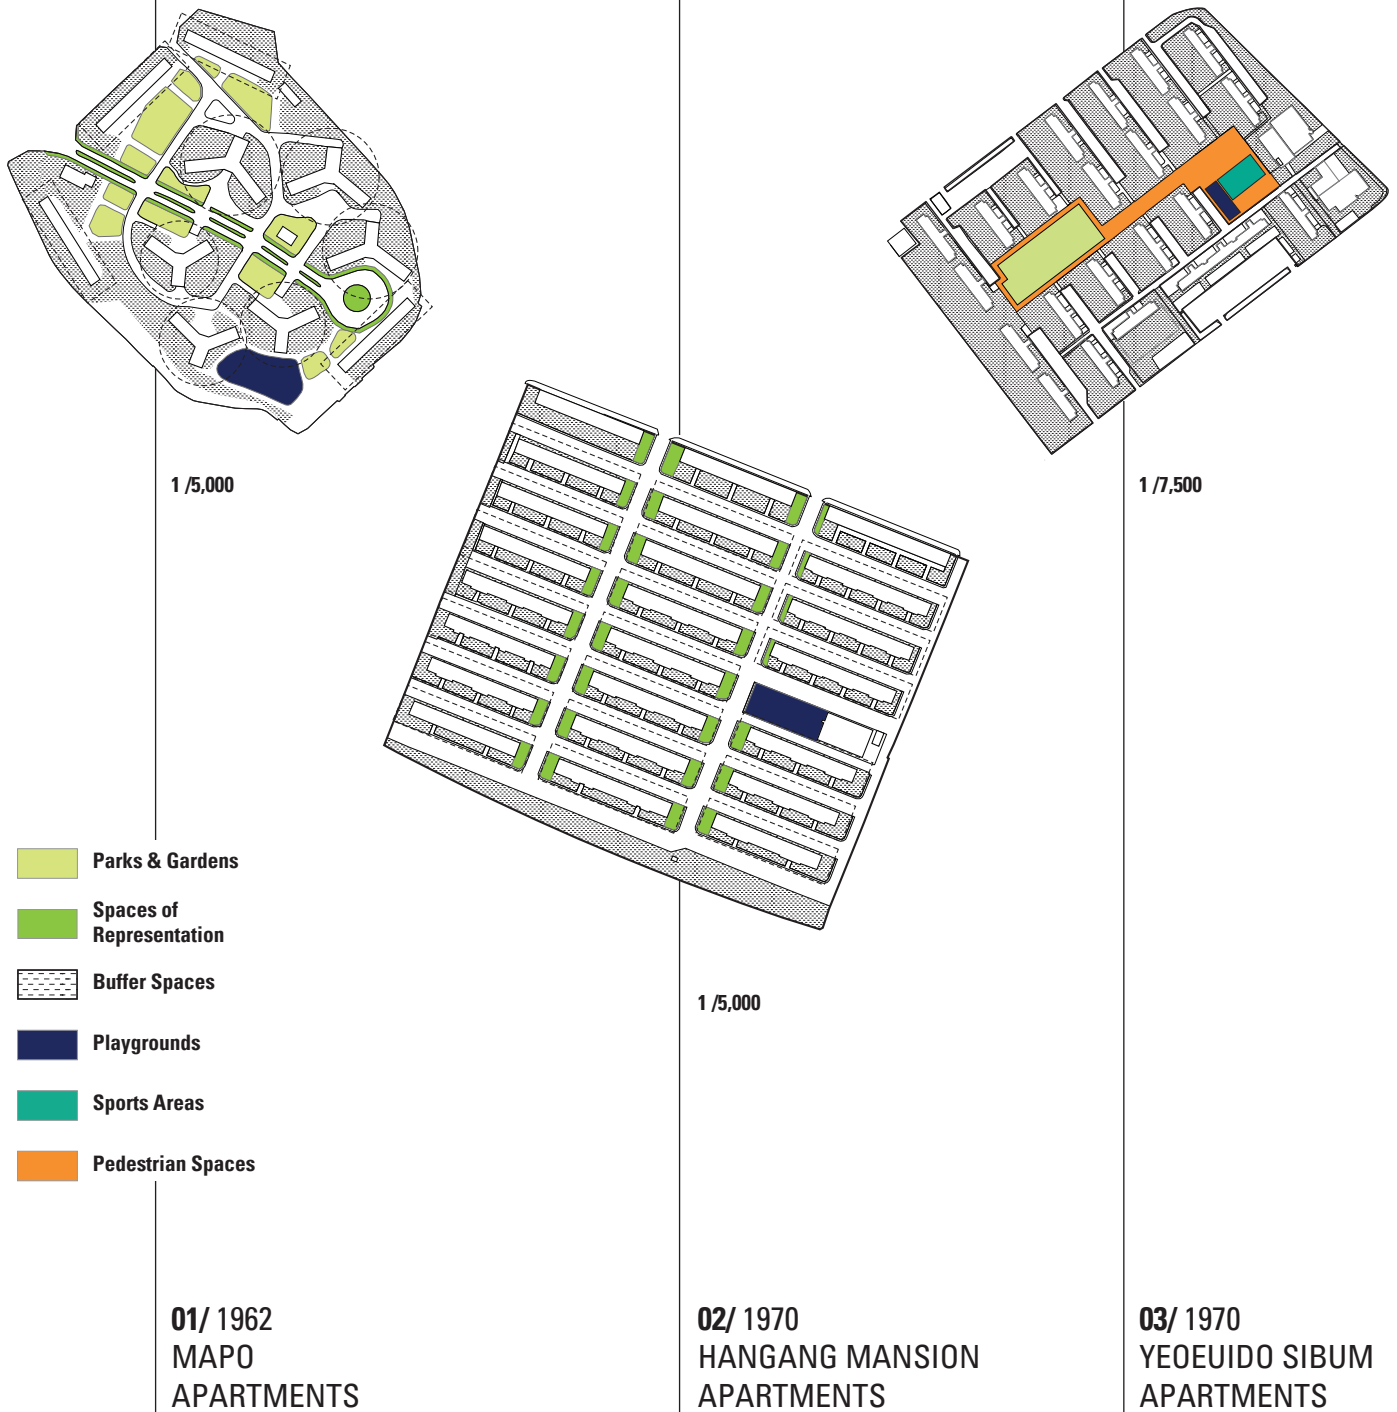 1 /5,000
1 /7,500
Parks & Gardens
Spaces of
Representation
Buffer Spaces
Playgrounds
Sports Areas
Pedestrian Spaces
1 /5,000
01/ 1962
MAPO
APARTMENTS
02/ 1970
HANGANG MANSION
APARTMENTS
03/ 1970
YEOEUIDO SIBUM
APARTMENTS